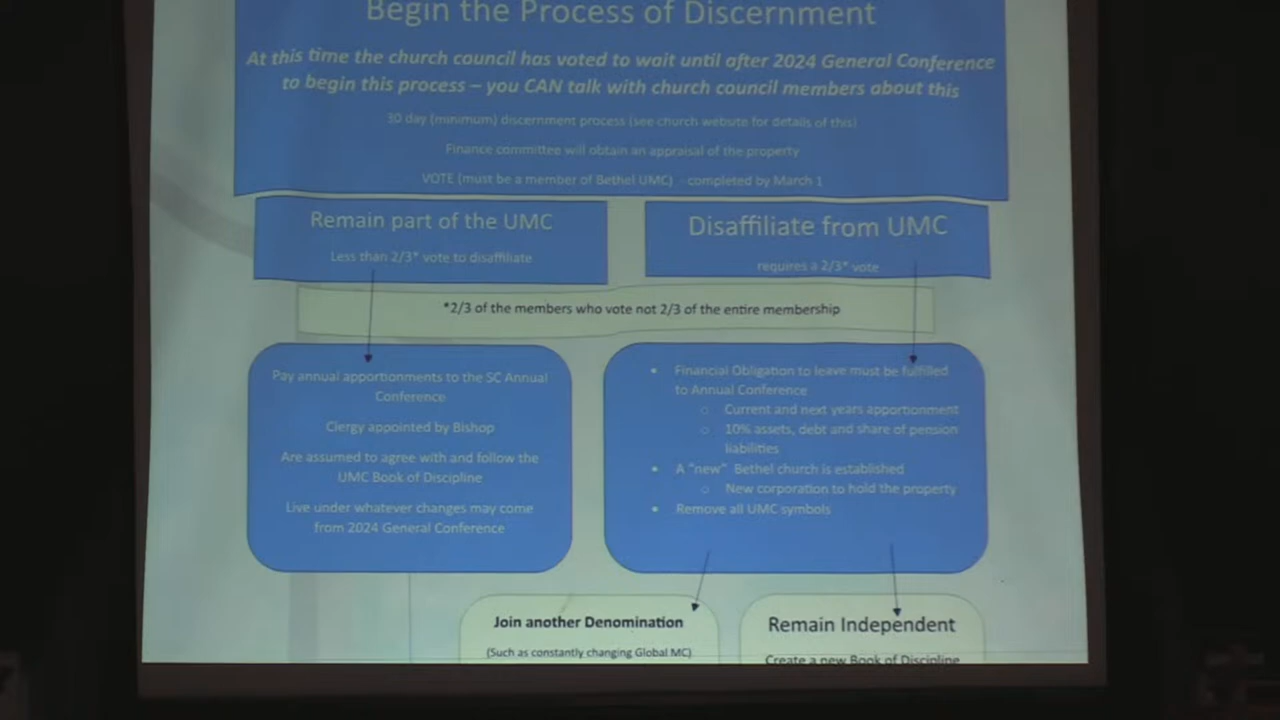 Begin the Process of Discernment
At this time the church council has voted to wait until after 2024 General Conference
to begin this process – you CAN talk with church council members about this
30 day (minimum) discernment process (see church website for details of this)
Finance committee will obtain an appraisal of the property
VOTE (must be a member of Bethel UMC) - completed by March 1
Remain part of the UMC
Less than 2/3* vote to disaffiliate
Disaffiliate from UMC
requires a 2/3* vote
*2/3 of the members who vote not 2/3 of the entire membership
Pay annual apportionments to the SC Annual
Conference
Clergy appointed by Bishop
Are assumed to agree with and follow the
UMC Book of Discipline
Live under whatever changes may come
from 2024 General Conference
• Financial Obligation to leave must be fulfilled
to Annual Conference
○ Current and next years apportionment
○ 10% assets, debt and share of pension
liabilities
• A "new" Bethel church is established
○ New corporation to hold the property
• Remove all UMC symbols
Join another Denomination
(Such as constantly changing Global MC)
Remain Independent
Create a new Book of Discipline